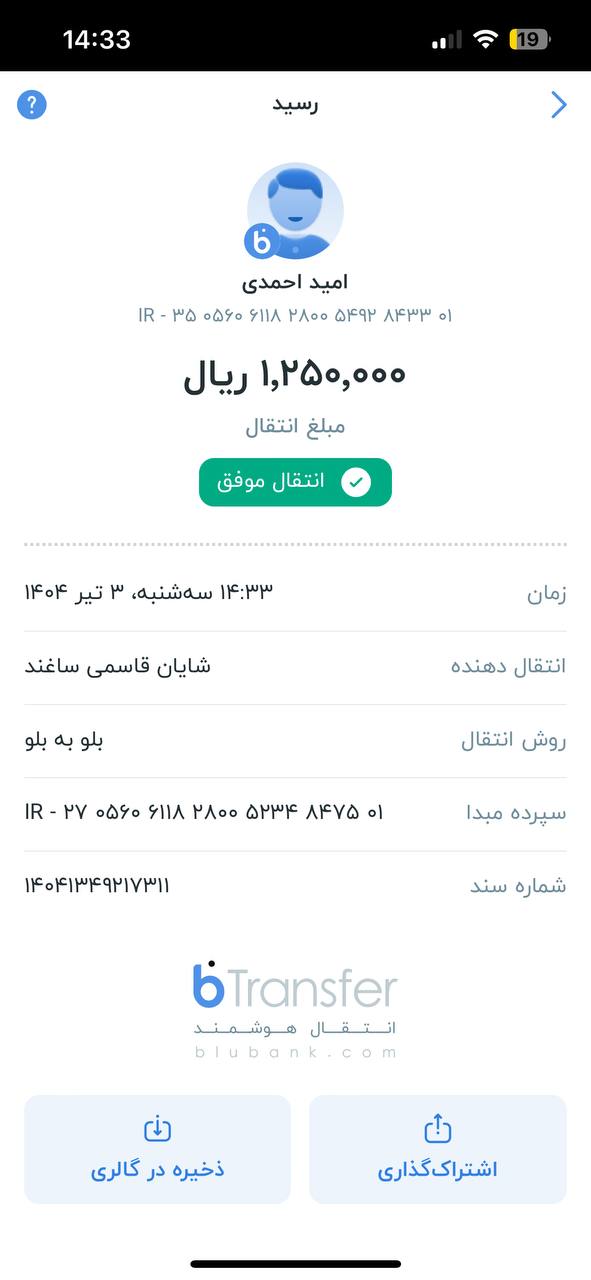 14:33
19
رسید
?
امید احمدی
IR - ۳۵ ۰۵۶۰ ۶۱۱۸ ۲۸۰۰ ۵۴۹۲ ۸۴۳۳ ۰۱
۱,۲۵۰,۰۰۰ ریال
مبلغ انتقال
انتقال موفق
زمان ۱۴:۳۳ سه‌شنبه، ۳ تیر ۱۴۰۴
انتقال دهنده شایان قاسمی ساغند
روش انتقال بلو به بلو
سپرده مبدا IR - ۲۷ ۰۵۶۰ ۶۱۱۸ ۲۸۰۰ ۵۲۳۴ ۸۴۷۵ ۰۱
شماره سند ۱۴۰۴۱۳۴۹۲۱۷۳۱۱
bTransfer
انـتـقـال هـوشـمـنـد
blubank.com
اشتراک‌گذاری
ذخیره در گالری